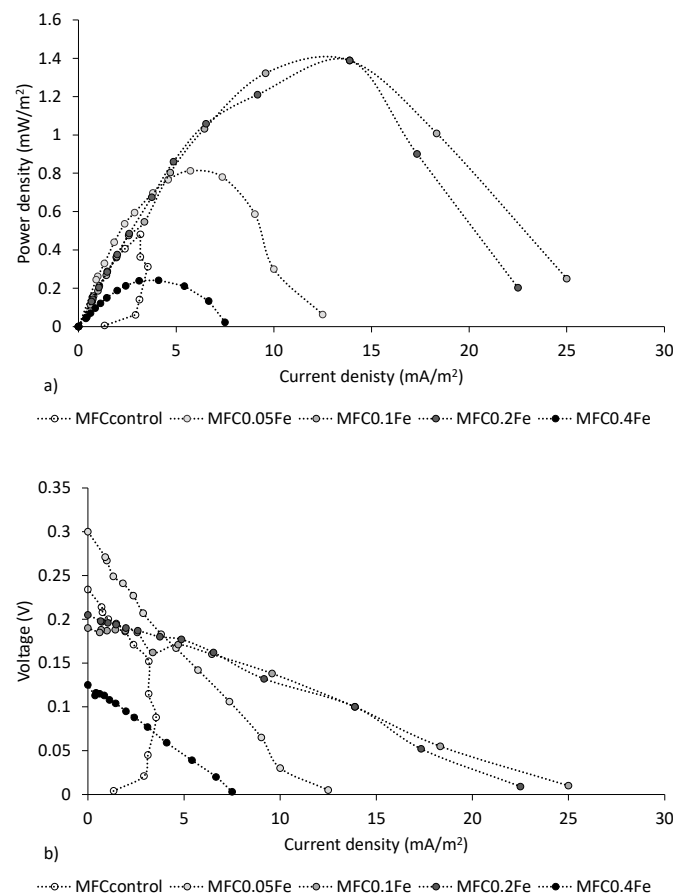 1.6
1.4
1.2
1
0.8
0.6
0.4
0.2
0
Power density (mW/m²)
0 5 10 15 20 25 30
Current denisty (mA/m²)
a)
MFCcontrol MFC0.05Fe MFC0.1Fe MFC0.2Fe MFC0.4Fe
0.35
0.3
0.25
0.2
0.15
0.1
0.05
0
Voltage (V)
0 5 10 15 20 25 30
Current density (mA/m²)
b)
MFCcontrol MFC0.05Fe MFC0.1Fe MFC0.2Fe MFC0.4Fe